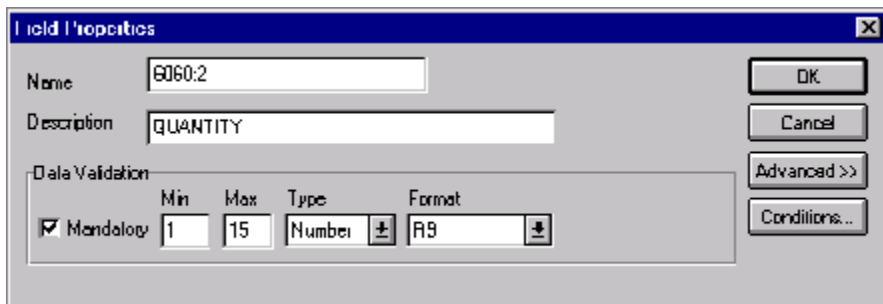 Field Properties
Name 6060:2
OK
Description QUANTITY
Cancel
Data Validation
Advanced >>
Min Max Type Format
Mandatory 1 15 Number R9
Conditions...